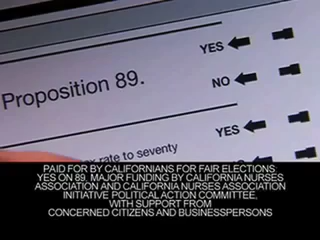 YES
Proposition 89.
NO
YES
rate to seventy
PAID FOR BY CALIFORNIANS FOR FAIR ELECTIONS
YES ON 89, MAJOR FUNDING BY CALIFORNIA NURSES
ASSOCIATION AND CALIFORNIA NURSES ASSOCIATION
INITIATIVE POLITICAL ACTION COMMITTEE,
WITH SUPPORT FROM
CONCERNED CITIZENS AND BUSINESSPERSONS